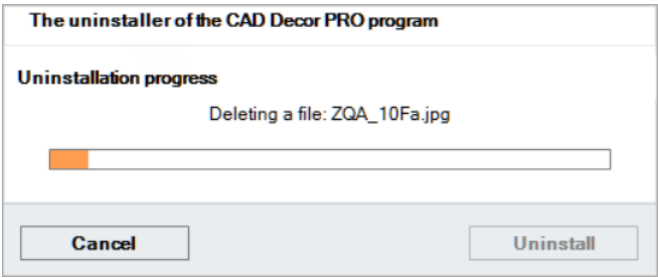 The uninstaller of the CAD Decor PRO program
Uninstallation progress
Deleting a file: ZQA_10Fa.jpg
Cancel
Uninstall